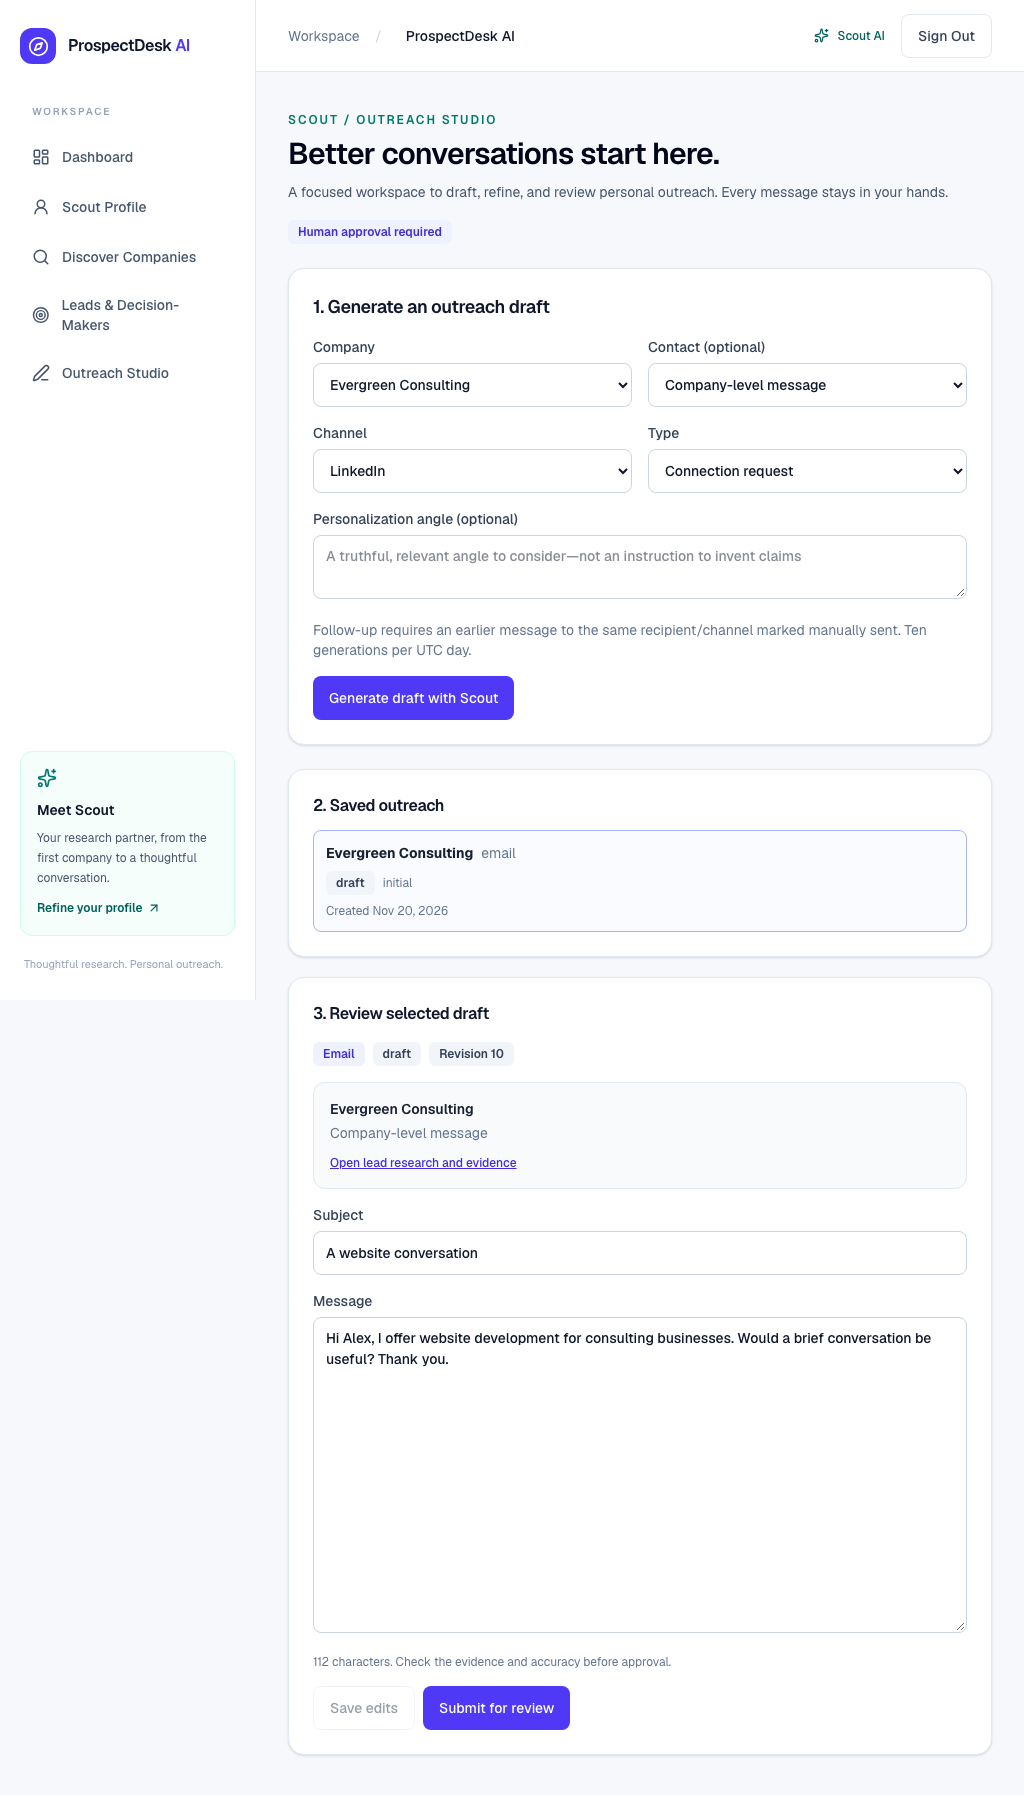 ProspectDesk AI
WORKSPACE
Dashboard
Scout Profile
Discover Companies
Leads & Decision-
Makers
Outreach Studio
Meet Scout
Your research partner, from the
first company to a thoughtful
conversation.
Refine your profile
Thoughtful research. Personal outreach.
Workspace / ProspectDesk AI
Scout AI
Sign Out
SCOUT / OUTREACH STUDIO
Better conversations start here.
A focused workspace to draft, refine, and review personal outreach. Every message stays in your hands.
Human approval required
1. Generate an outreach draft
Company
Contact (optional)
Evergreen Consulting
Company-level message
Channel
Type
LinkedIn
Connection request
Personalization angle (optional)
A truthful, relevant angle to consider—not an instruction to invent claims
Follow-up requires an earlier message to the same recipient/channel marked manually sent. Ten
generations per UTC day.
Generate draft with Scout
2. Saved outreach
Evergreen Consulting email
draft initial
Created Nov 20, 2026
3. Review selected draft
Email draft Revision 10
Evergreen Consulting
Company-level message
Open lead research and evidence
Subject
A website conversation
Message
Hi Alex, I offer website development for consulting businesses. Would a brief conversation be
useful? Thank you.
112 characters. Check the evidence and accuracy before approval.
Save edits
Submit for review